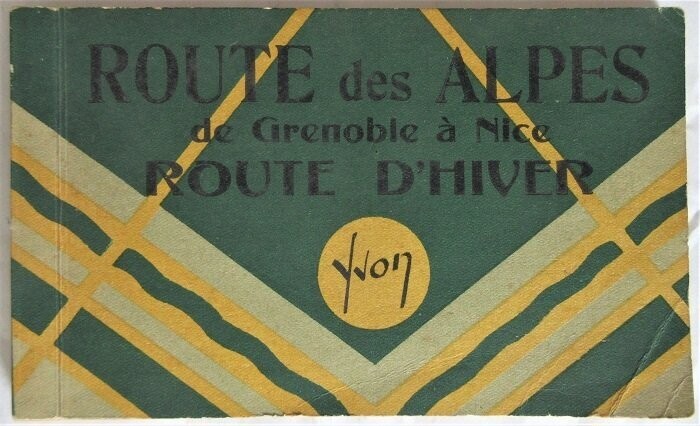 ROUTE des ALPES
de Grenoble à Nice
ROUTE D'HIVER
Yvon